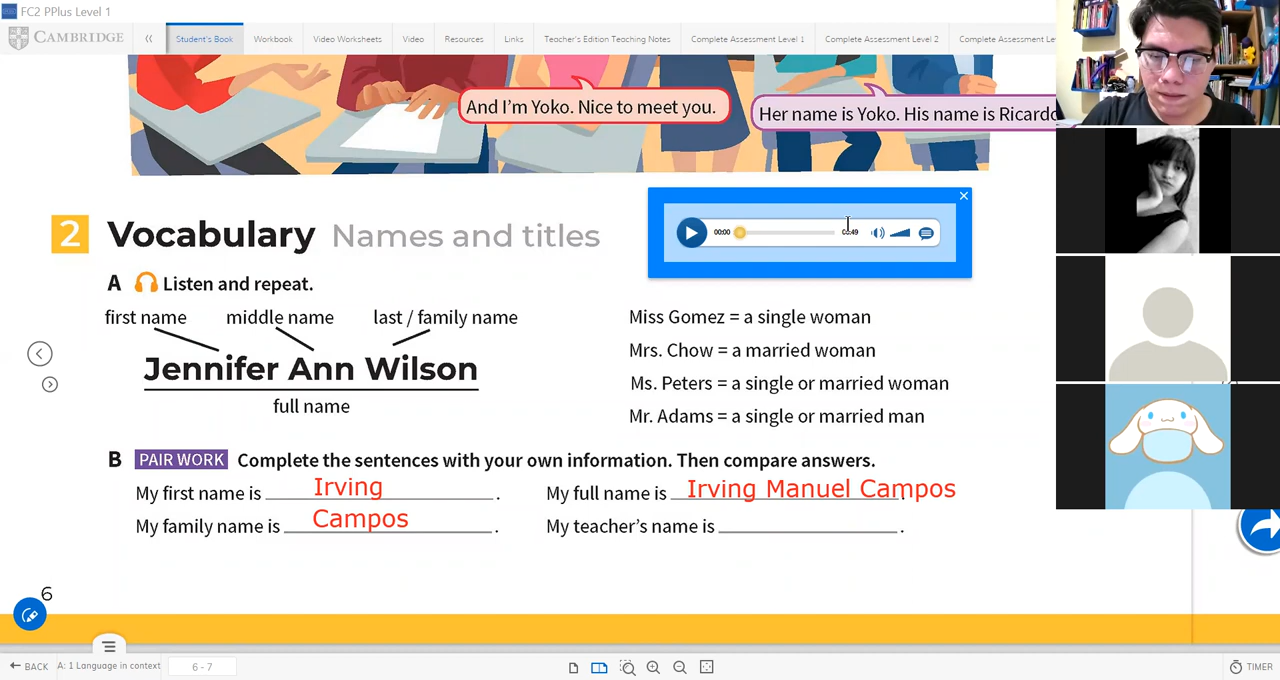 FC2 PPlus Level 1
CAMBRIDGE
Student's Book Workbook Video Worksheets Video Resources Links Teacher's Edition Teaching Notes Complete Assessment Level 1 Complete Assessment Level 2 Complete Assessment Le
And I'm Yoko. Nice to meet you.
Her name is Yoko. His name is Ricardo
2 Vocabulary Names and titles
00:00 00:49
A Listen and repeat.
first name middle name last / family name
Jennifer Ann Wilson
full name
Miss Gomez = a single woman
Mrs. Chow = a married woman
Ms. Peters = a single or married woman
Mr. Adams = a single or married man
B PAIR WORK Complete the sentences with your own information. Then compare answers.
My first name is Irving .
My full name is Irving Manuel Campos .
My family name is Campos .
My teacher's name is .
6
BACK A: 1 Language in context 6 - 7 TIMER